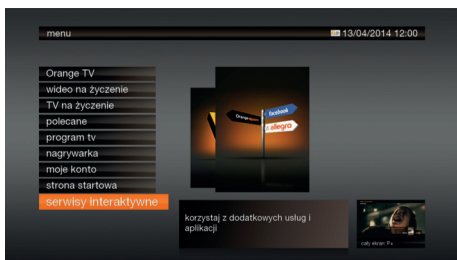 menu
13/04/2014 12:00
Orange TV
wideo na życzenie
TV na życzenie
polecane
program tv
nagrywarka
moje konto
strona startowa
serwisy interaktywne
facebook
allegro
korzystaj z dodatkowych usług i
aplikacji
cały ekran: P+